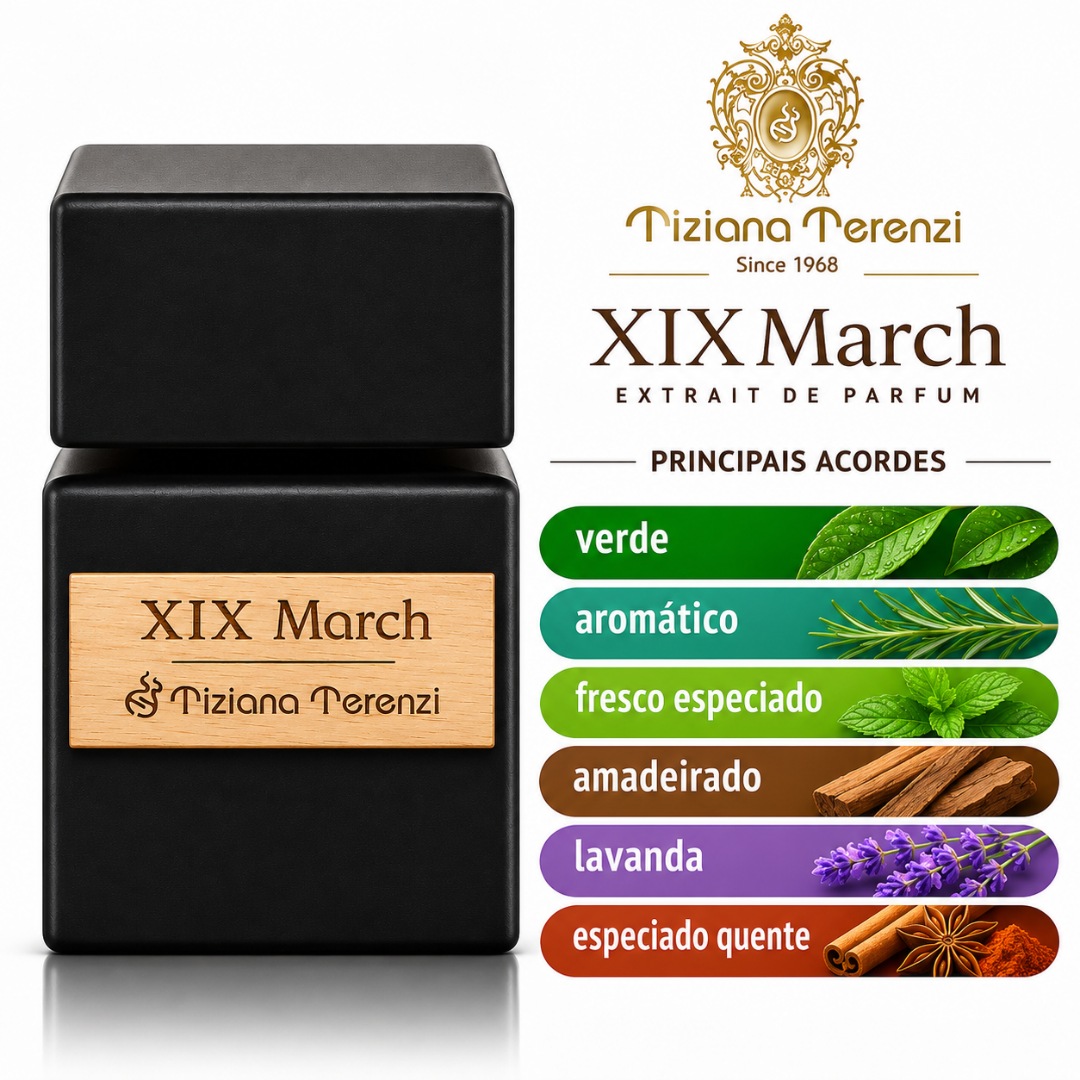 Tiziana Terenzi
Since 1968
XIX March
EXTRAIT DE PARFUM
PRINCIPAIS ACORDES
verde
aromático
fresco especiado
amadeirado
lavanda
especiado quente
XIX March
Tiziana Terenzi